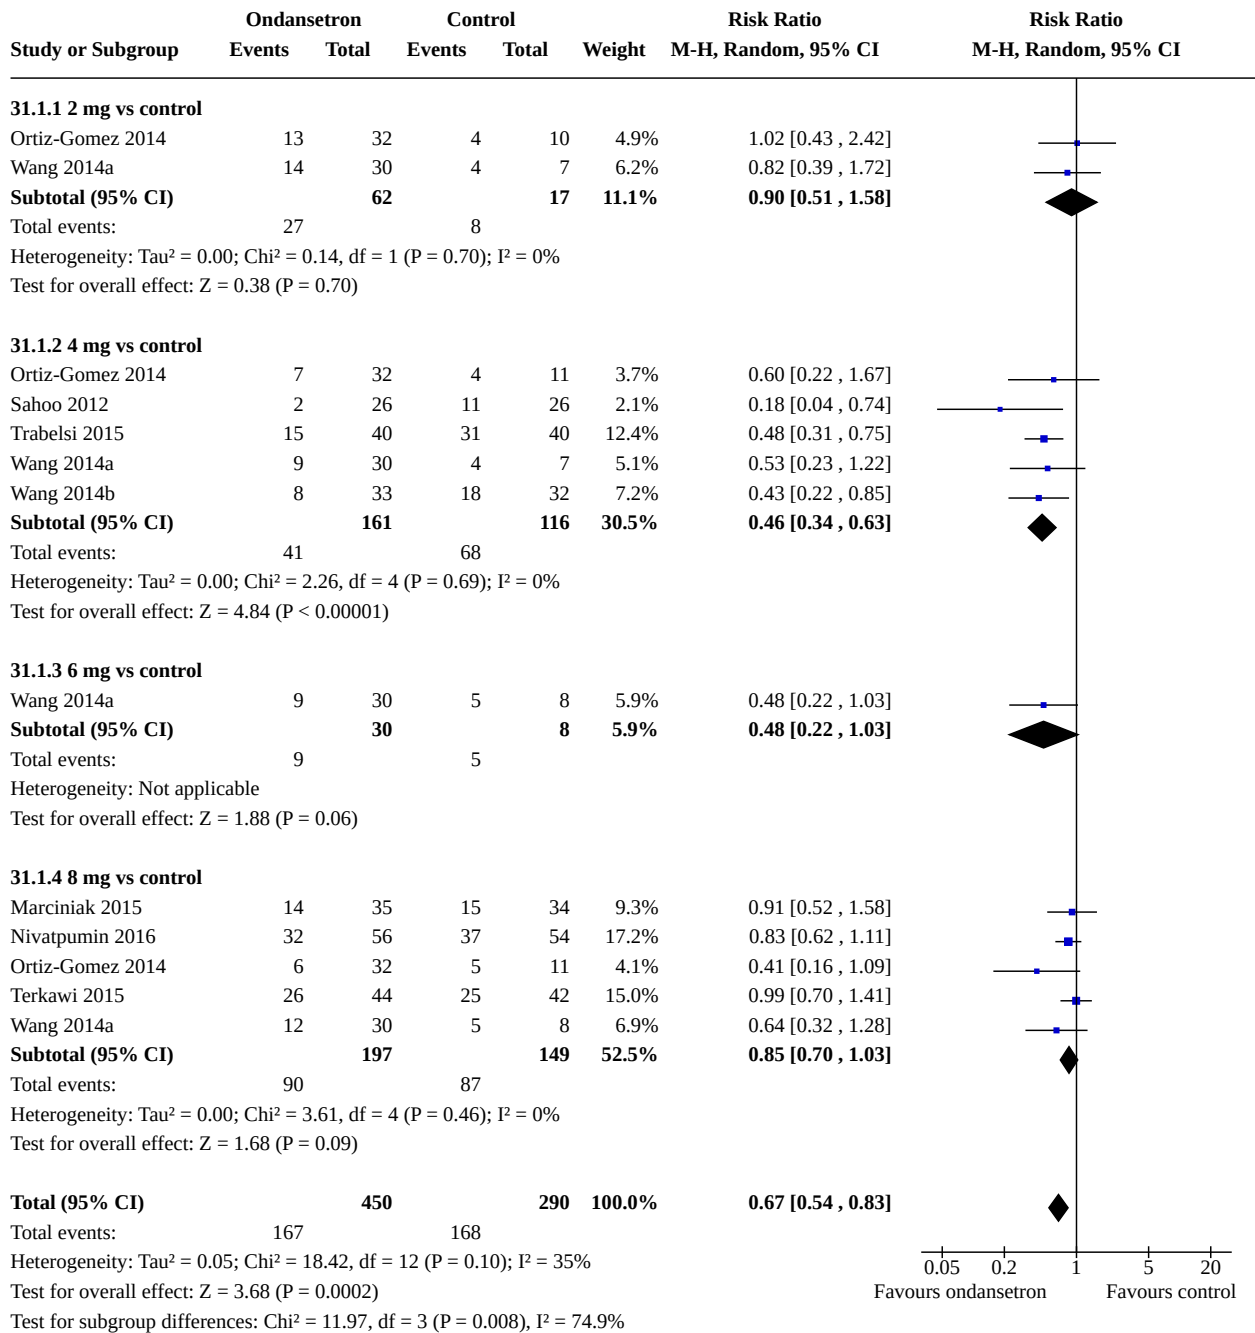 Ondansetron Control Risk Ratio Risk Ratio
Study or Subgroup Events Total Events Total Weight M-H, Random, 95% CI M-H, Random, 95% CI
31.1.1 2 mg vs control
Ortiz-Gomez 2014 13 32 4 10 4.9% 1.02 [0.43 , 2.42]
Wang 2014a 14 30 4 7 6.2% 0.82 [0.39 , 1.72]
Subtotal (95% CI) 62 17 11.1% 0.90 [0.51 , 1.58]
Total events: 27 8
Heterogeneity: Tau² = 0.00; Chi² = 0.14, df = 1 (P = 0.70); I² = 0%
Test for overall effect: Z = 0.38 (P = 0.70)
31.1.2 4 mg vs control
Ortiz-Gomez 2014 7 32 4 11 3.7% 0.60 [0.22 , 1.67]
Sahoo 2012 2 26 11 26 2.1% 0.18 [0.04 , 0.74]
Trabelsi 2015 15 40 31 40 12.4% 0.48 [0.31 , 0.75]
Wang 2014a 9 30 4 7 5.1% 0.53 [0.23 , 1.22]
Wang 2014b 8 33 18 32 7.2% 0.43 [0.22 , 0.85]
Subtotal (95% CI) 161 116 30.5% 0.46 [0.34 , 0.63]
Total events: 41 68
Heterogeneity: Tau² = 0.00; Chi² = 2.26, df = 4 (P = 0.69); I² = 0%
Test for overall effect: Z = 4.84 (P < 0.00001)
31.1.3 6 mg vs control
Wang 2014a 9 30 5 8 5.9% 0.48 [0.22 , 1.03]
Subtotal (95% CI) 30 8 5.9% 0.48 [0.22 , 1.03]
Total events: 9 5
Heterogeneity: Not applicable
Test for overall effect: Z = 1.88 (P = 0.06)
31.1.4 8 mg vs control
Marciniak 2015 14 35 15 34 9.3% 0.91 [0.52 , 1.58]
Nivatpumin 2016 32 56 37 54 17.2% 0.83 [0.62 , 1.11]
Ortiz-Gomez 2014 6 32 5 11 4.1% 0.41 [0.16 , 1.09]
Terkawi 2015 26 44 25 42 15.0% 0.99 [0.70 , 1.41]
Wang 2014a 12 30 5 8 6.9% 0.64 [0.32 , 1.28]
Subtotal (95% CI) 197 149 52.5% 0.85 [0.70 , 1.03]
Total events: 90 87
Heterogeneity: Tau² = 0.00; Chi² = 3.61, df = 4 (P = 0.46); I² = 0%
Test for overall effect: Z = 1.68 (P = 0.09)
Total (95% CI) 450 290 100.0% 0.67 [0.54 , 0.83]
Total events: 167 168
Heterogeneity: Tau² = 0.05; Chi² = 18.42, df = 12 (P = 0.10); I² = 35% 0.05 0.2 1 5 20
Test for overall effect: Z = 3.68 (P = 0.0002) Favours ondansetron Favours control
Test for subgroup differences: Chi² = 11.97, df = 3 (P = 0.008), I² = 74.9%